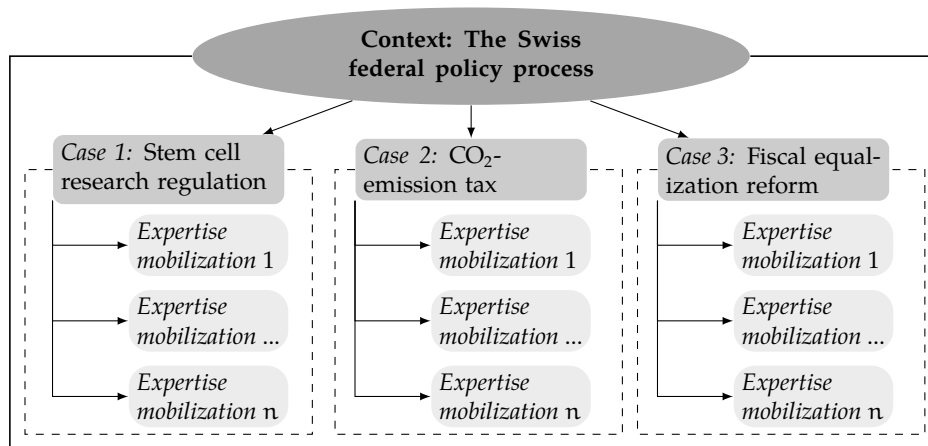 Context: The Swiss
federal policy process
Case 1: Stem cell
research regulation
Expertise
mobilization 1
Expertise
mobilization ...
Expertise
mobilization n
Case 2: CO₂-
emission tax
Expertise
mobilization 1
Expertise
mobilization ...
Expertise
mobilization n
Case 3: Fiscal equal-
ization reform
Expertise
mobilization 1
Expertise
mobilization ...
Expertise
mobilization n